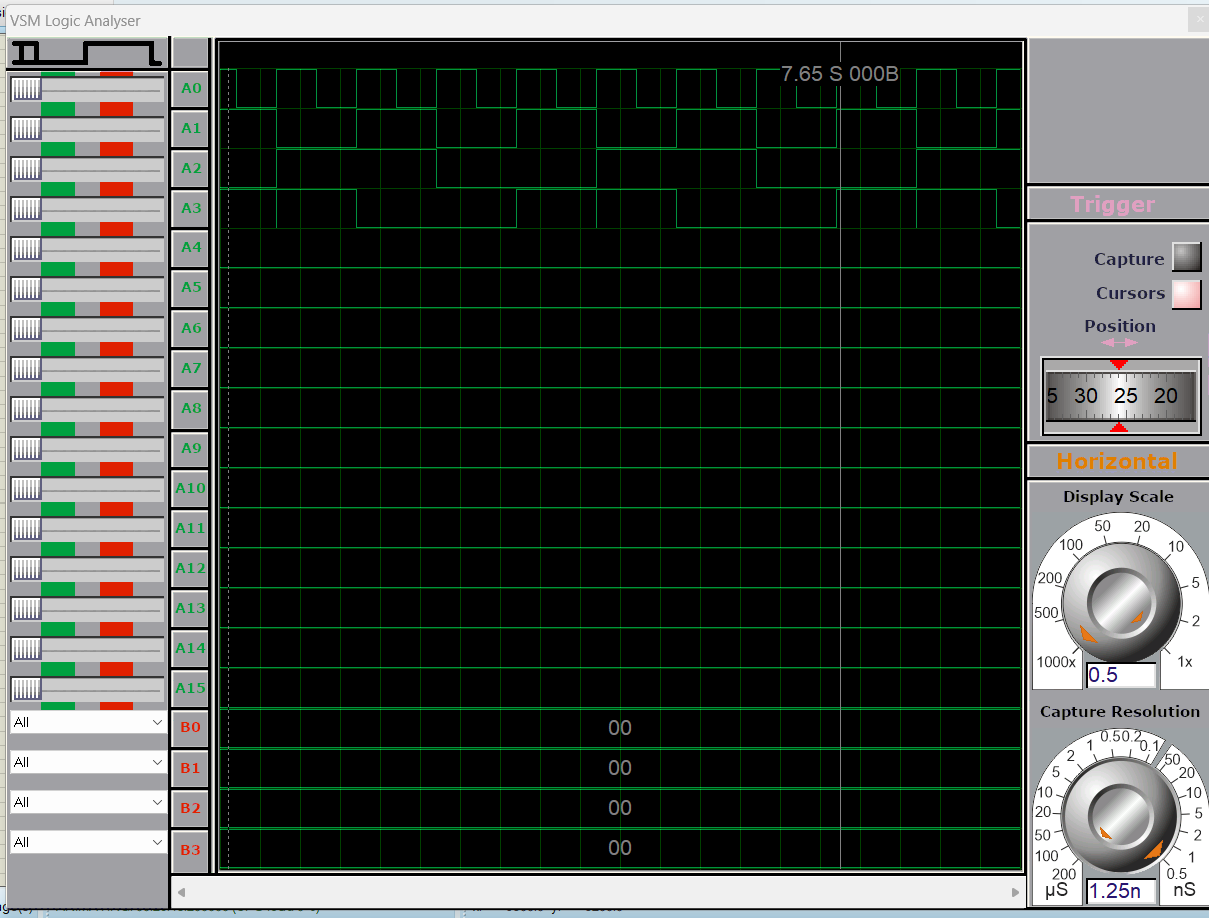 VSM Logic Analyser
A0
7.65 S 000B
A1
A2
A3
A4
A5
A6
A7
A8
A9
A10
A11
A12
A13
A14
A15
All
B0
00
All
B1
00
All
B2
00
All
B3
00
Trigger
Capture
Cursors
Position
5 30 25 20
Horizontal
Display Scale
1000x 500 200 100 50 20 10 5 2 1x
0.5
Capture Resolution
200 100 50 20 10 5 2 1 0.5 0.2 0.1 50 20 10 5 2 1 0.5
µS
1.25n
nS